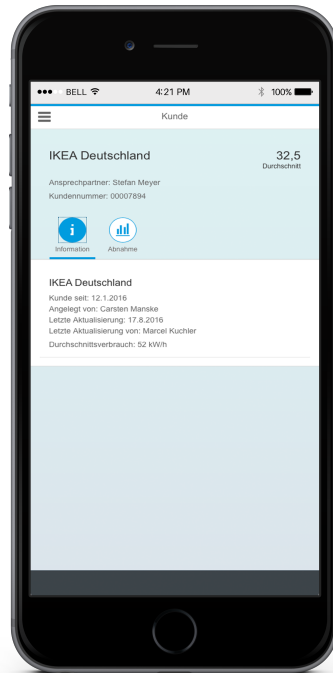 BELL 4:21 PM 100%
Kunde
IKEA Deutschland 32,5
Durchschnitt
Ansprechpartner: Stefan Meyer
Kundennummer: 00007894
i
Information Abnahme
IKEA Deutschland
Kunde seit: 12.1.2016
Angelegt von: Carsten Manske
Letzte Aktualisierung: 17.8.2016
Letzte Aktualisierung von: Marcel Kuchler
Durchschnittsverbrauch: 52 kW/h